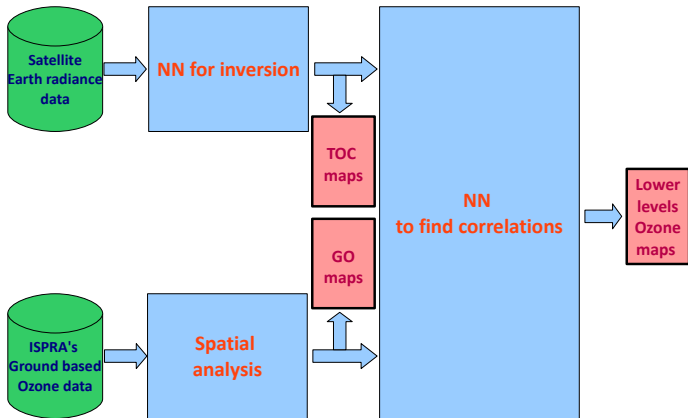 Satellite
Earth radiance
data
NN for inversion
TOC
maps
NN
to find correlations
Lower
levels
Ozone
maps
GO
maps
ISPRA's
Ground based
Ozone data
Spatial
analysis